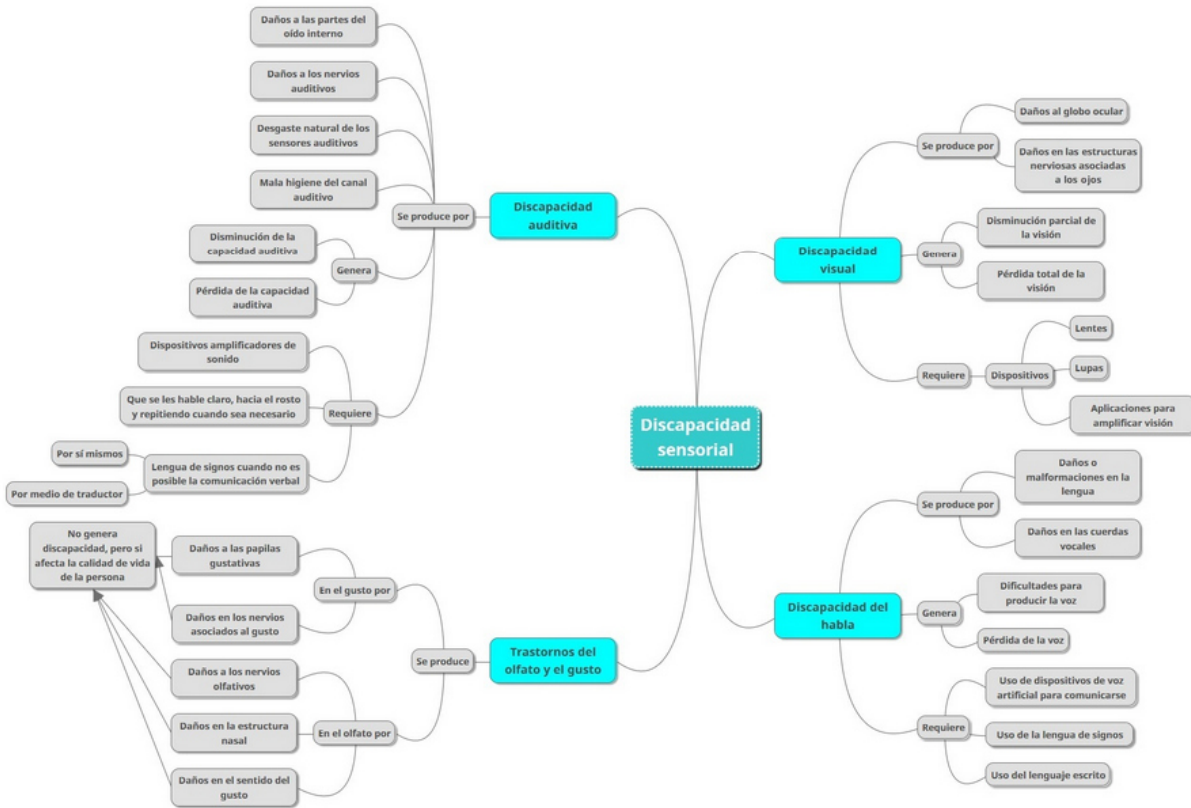 Discapacidad
sensorial
Discapacidad
auditiva
Se produce por
Daños a las partes del
oído interno
Daños a los nervios
auditivos
Desgaste natural de los
sensores auditivos
Mala higiene del canal
auditivo
Genera
Disminución de la
capacidad auditiva
Pérdida de la capacidad
auditiva
Requiere
Dispositivos amplificadores de
sonido
Que se les hable claro, hacia el rosto
y repitiendo cuando sea necesario
Lengua de signos cuando no es
posible la comunicación verbal
Por sí mismos
Por medio de traductor
Trastornos del
olfato y el gusto
Se produce
En el gusto por
Daños a las papilas
gustativas
Daños en los nervios
asociados al gusto
En el olfato por
Daños a los nervios
olfativos
Daños en la estructura
nasal
Daños en el sentido del
gusto
No genera
discapacidad, pero si
afecta la calidad de vida
de la persona
Discapacidad
visual
Se produce por
Daños al globo ocular
Daños en las estructuras
nerviosas asociadas
a los ojos
Genera
Disminución parcial de
la visión
Pérdida total de la
visión
Requiere
Dispositivos
Lentes
Lupas
Aplicaciones para
amplificar visión
Discapacidad del
habla
Se produce por
Daños o
malformaciones en la
lengua
Daños en las cuerdas
vocales
Genera
Dificultades para
producir la voz
Pérdida de la voz
Requiere
Uso de dispositivos de voz
artificial para comunicarse
Uso de la lengua de signos
Uso del lenguaje escrito